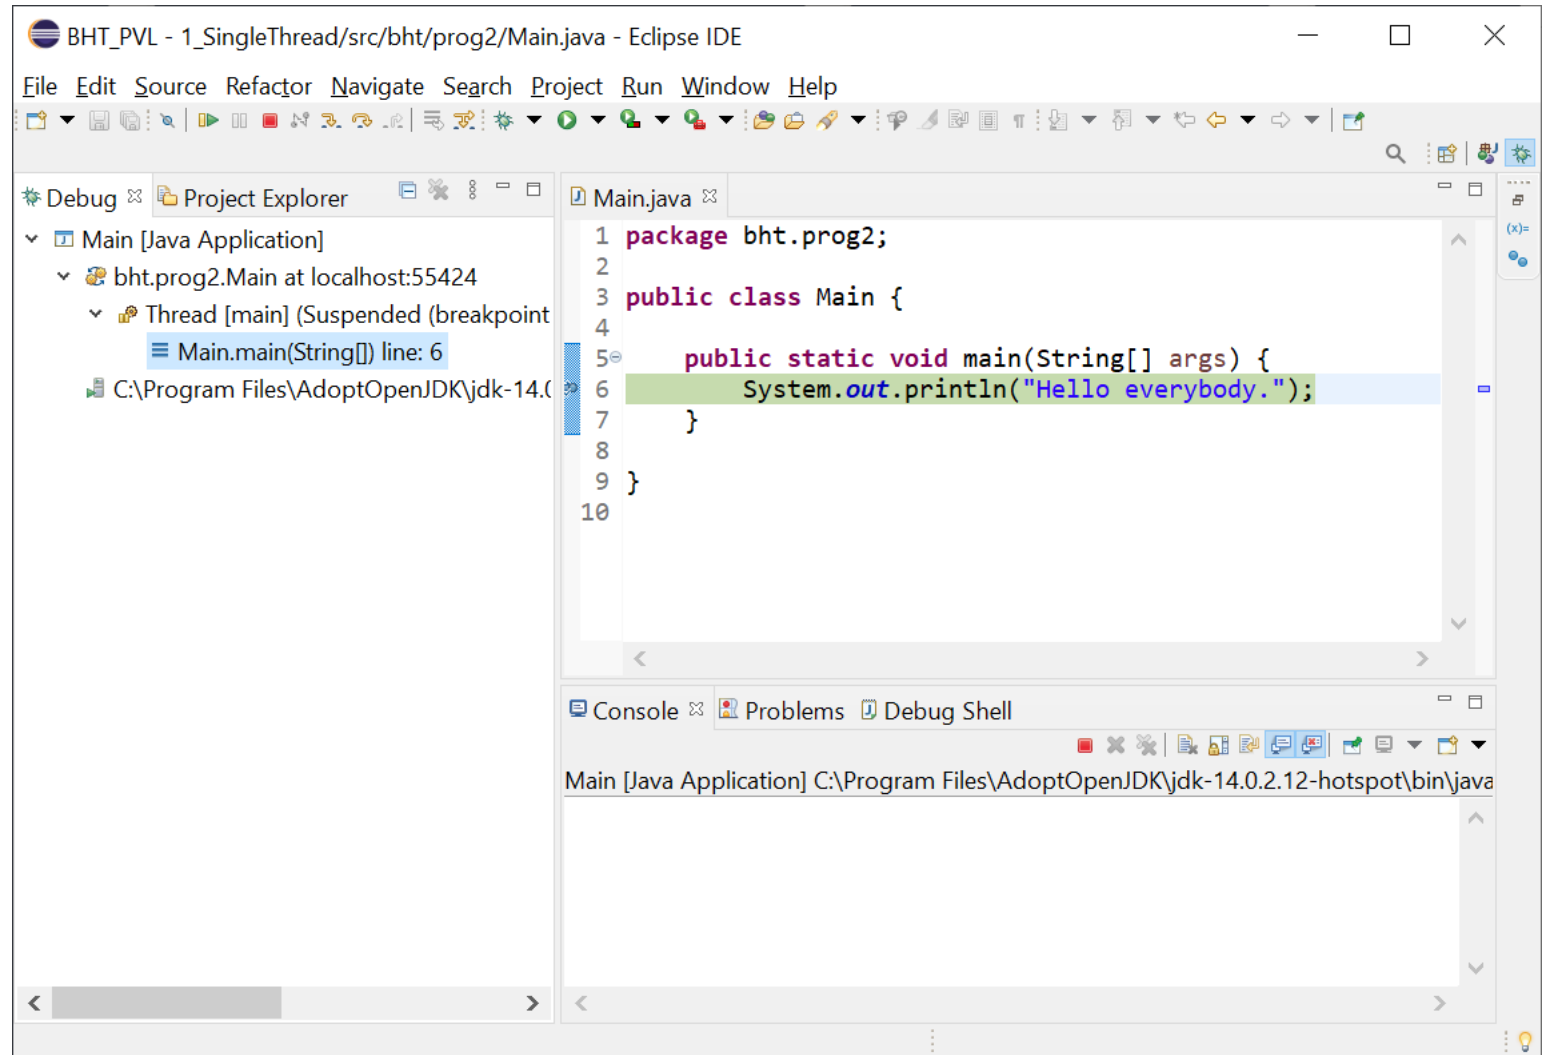 BHT_PVL - 1_SingleThread/src/bht/prog2/Main.java - Eclipse IDE
File Edit Source Refactor Navigate Search Project Run Window Help
Debug Project Explorer
Main [Java Application]
bht.prog2.Main at localhost:55424
Thread [main] (Suspended (breakpoint
Main.main(String[]) line: 6
C:\Program Files\AdoptOpenJDK\jdk-14.0
Main.java
1 package bht.prog2;
2
3 public class Main {
4
5 public static void main(String[] args) {
6 System.out.println("Hello everybody.");
7 }
8
9 }
10
(x)=
Console Problems Debug Shell
Main [Java Application] C:\Program Files\AdoptOpenJDK\jdk-14.0.2.12-hotspot\bin\java